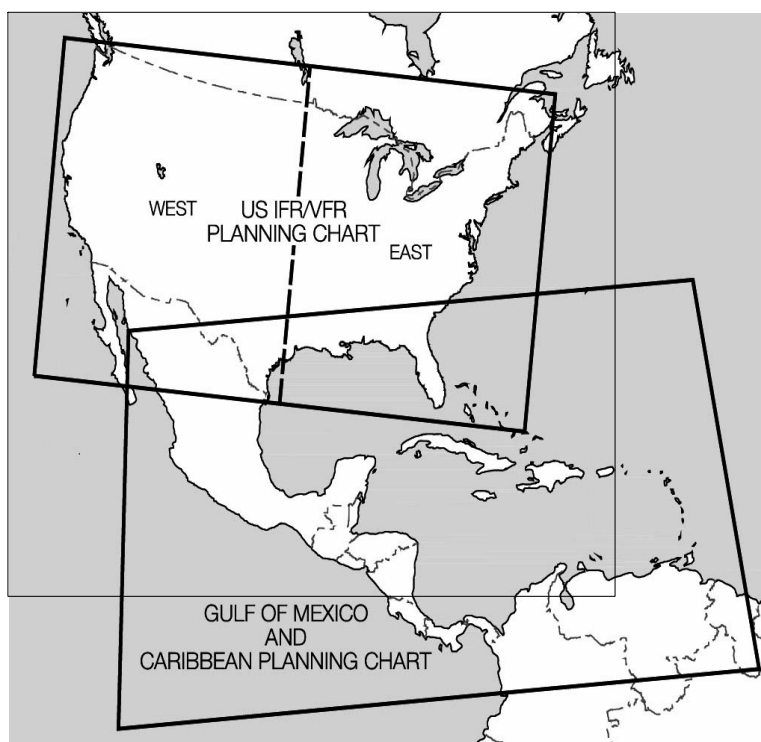 WEST
US IFR/VFR
PLANNING CHART
EAST
GULF OF MEXICO
AND
CARIBBEAN PLANNING CHART